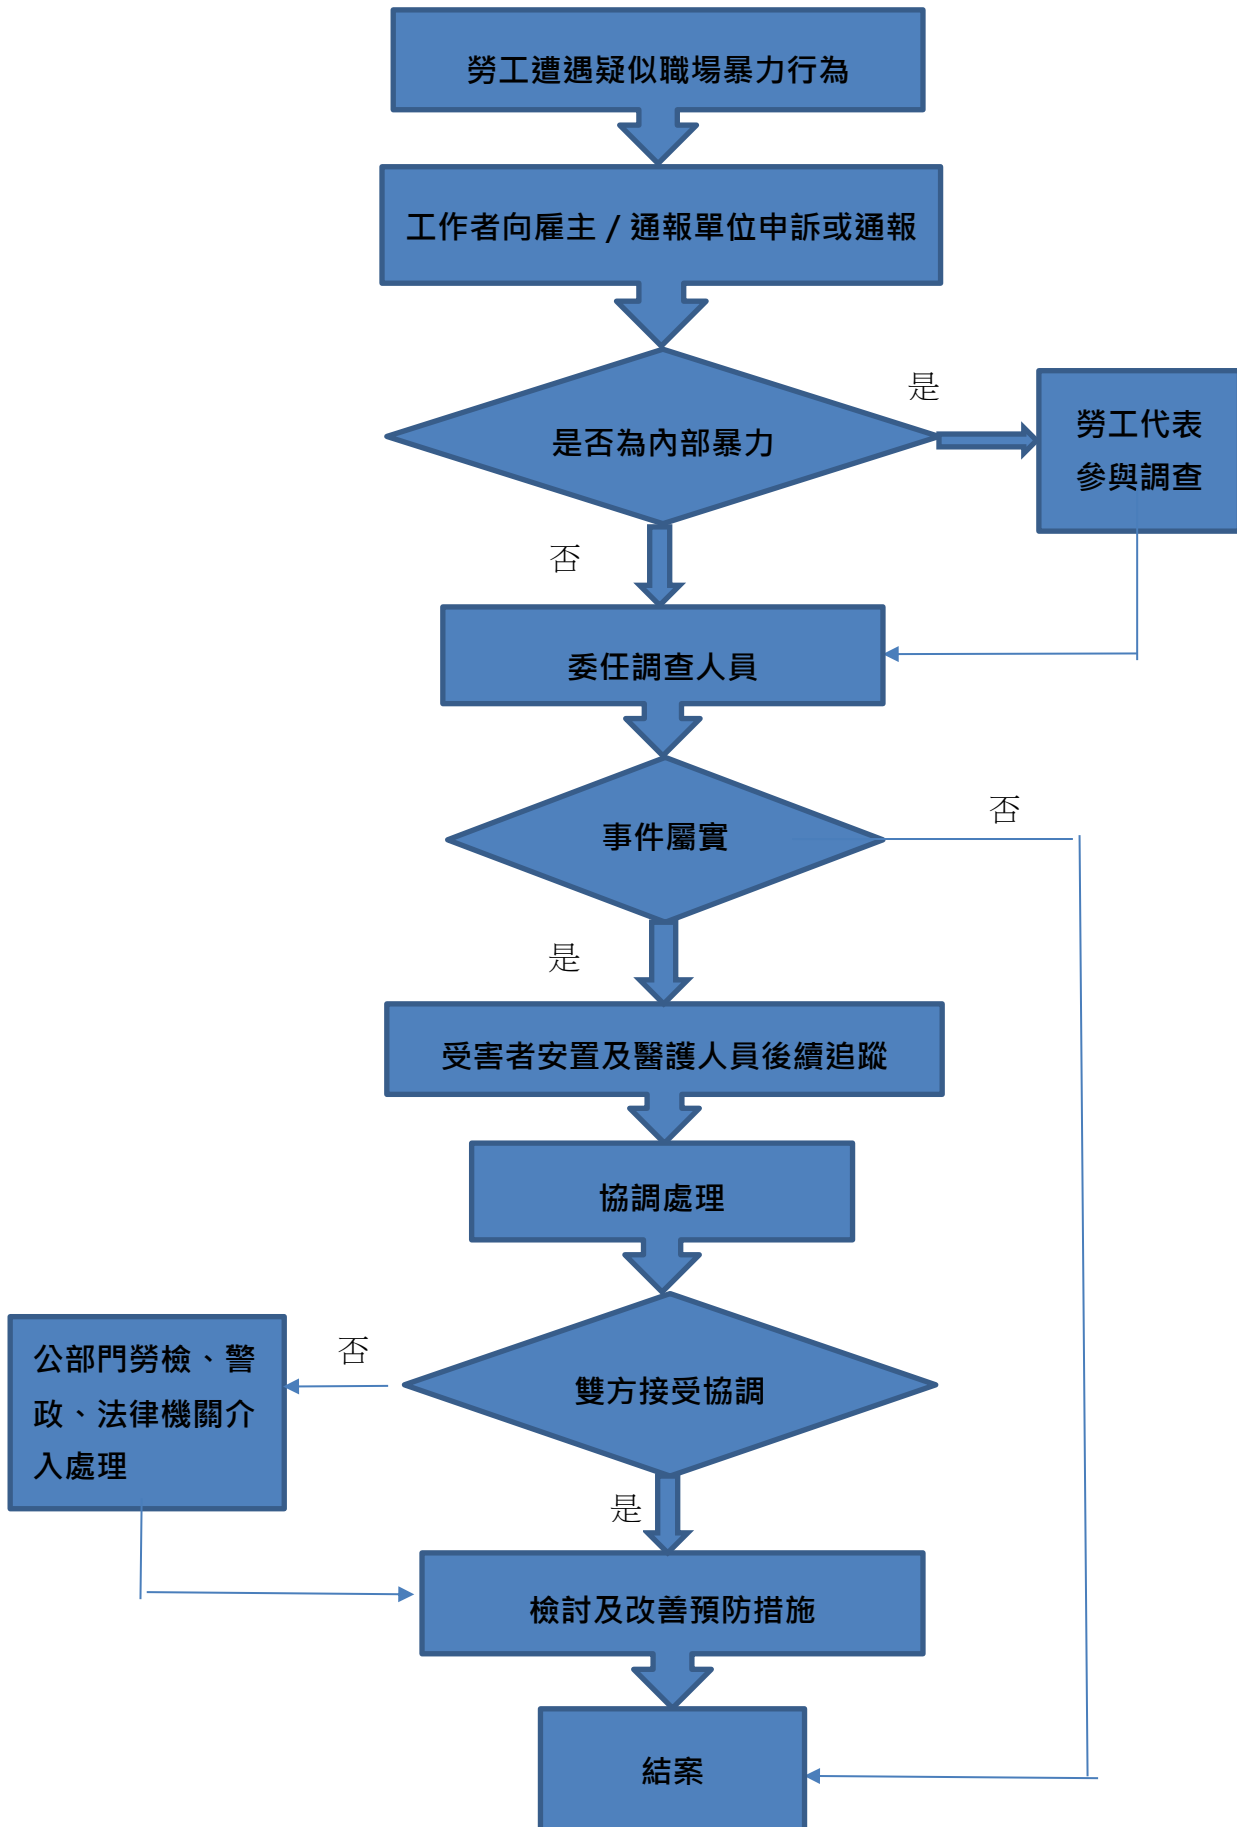 勞工遭遇疑似職場暴力行為
工作者向雇主 / 通報單位申訴或通報
是否為內部暴力
是
勞工代表
參與調查
否
委任調查人員
事件屬實
否
是
受害者安置及醫護人員後續追蹤
協調處理
雙方接受協調
否
公部門勞檢、警
政、法律機關介
入處理
是
檢討及改善預防措施
結案